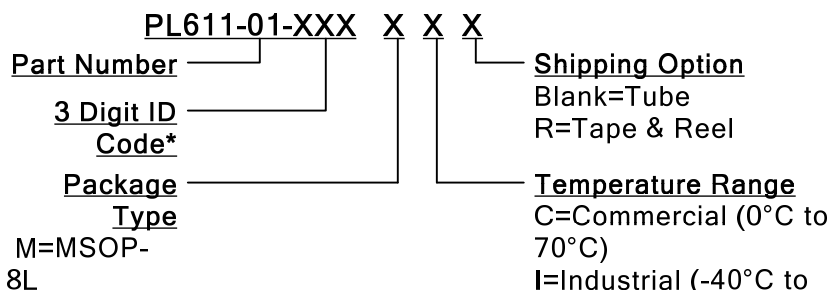 PL611-01-XXX X X X
Part Number
3 Digit ID
Code*
Package
Type
M=MSOP-
8L
Shipping Option
Blank=Tube
R=Tape & Reel
Temperature Range
C=Commercial (0°C to
70°C)
I=Industrial (-40°C to